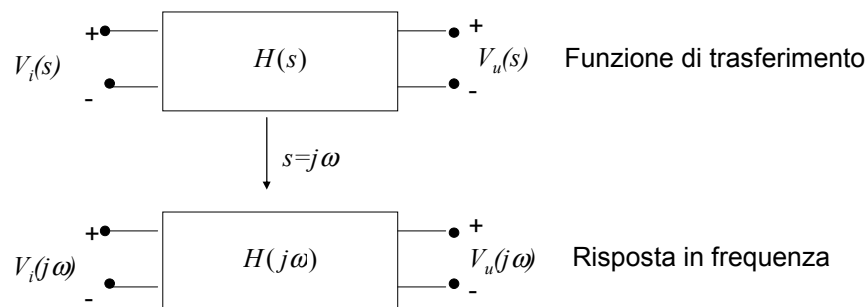 + +
V_i(s) H(s) V_u(s) Funzione di trasferimento
- -
s=jω
+ +
V_i(jω) H(jω) V_u(jω) Risposta in frequenza
- -